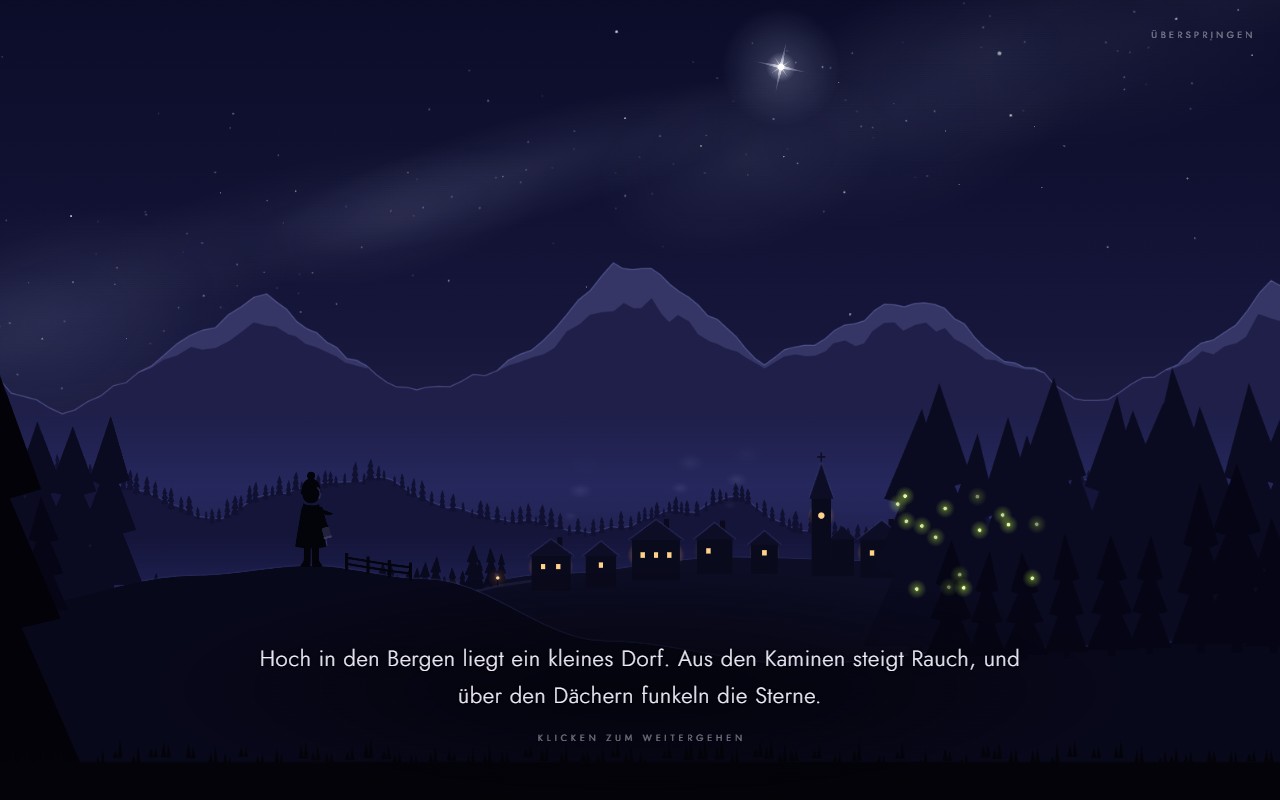 ÜBERSPRINGEN
Hoch in den Bergen liegt ein kleines Dorf. Aus den Kaminen steigt Rauch, und
über den Dächern funkeln die Sterne.
KLICKEN ZUM WEITERGEHEN